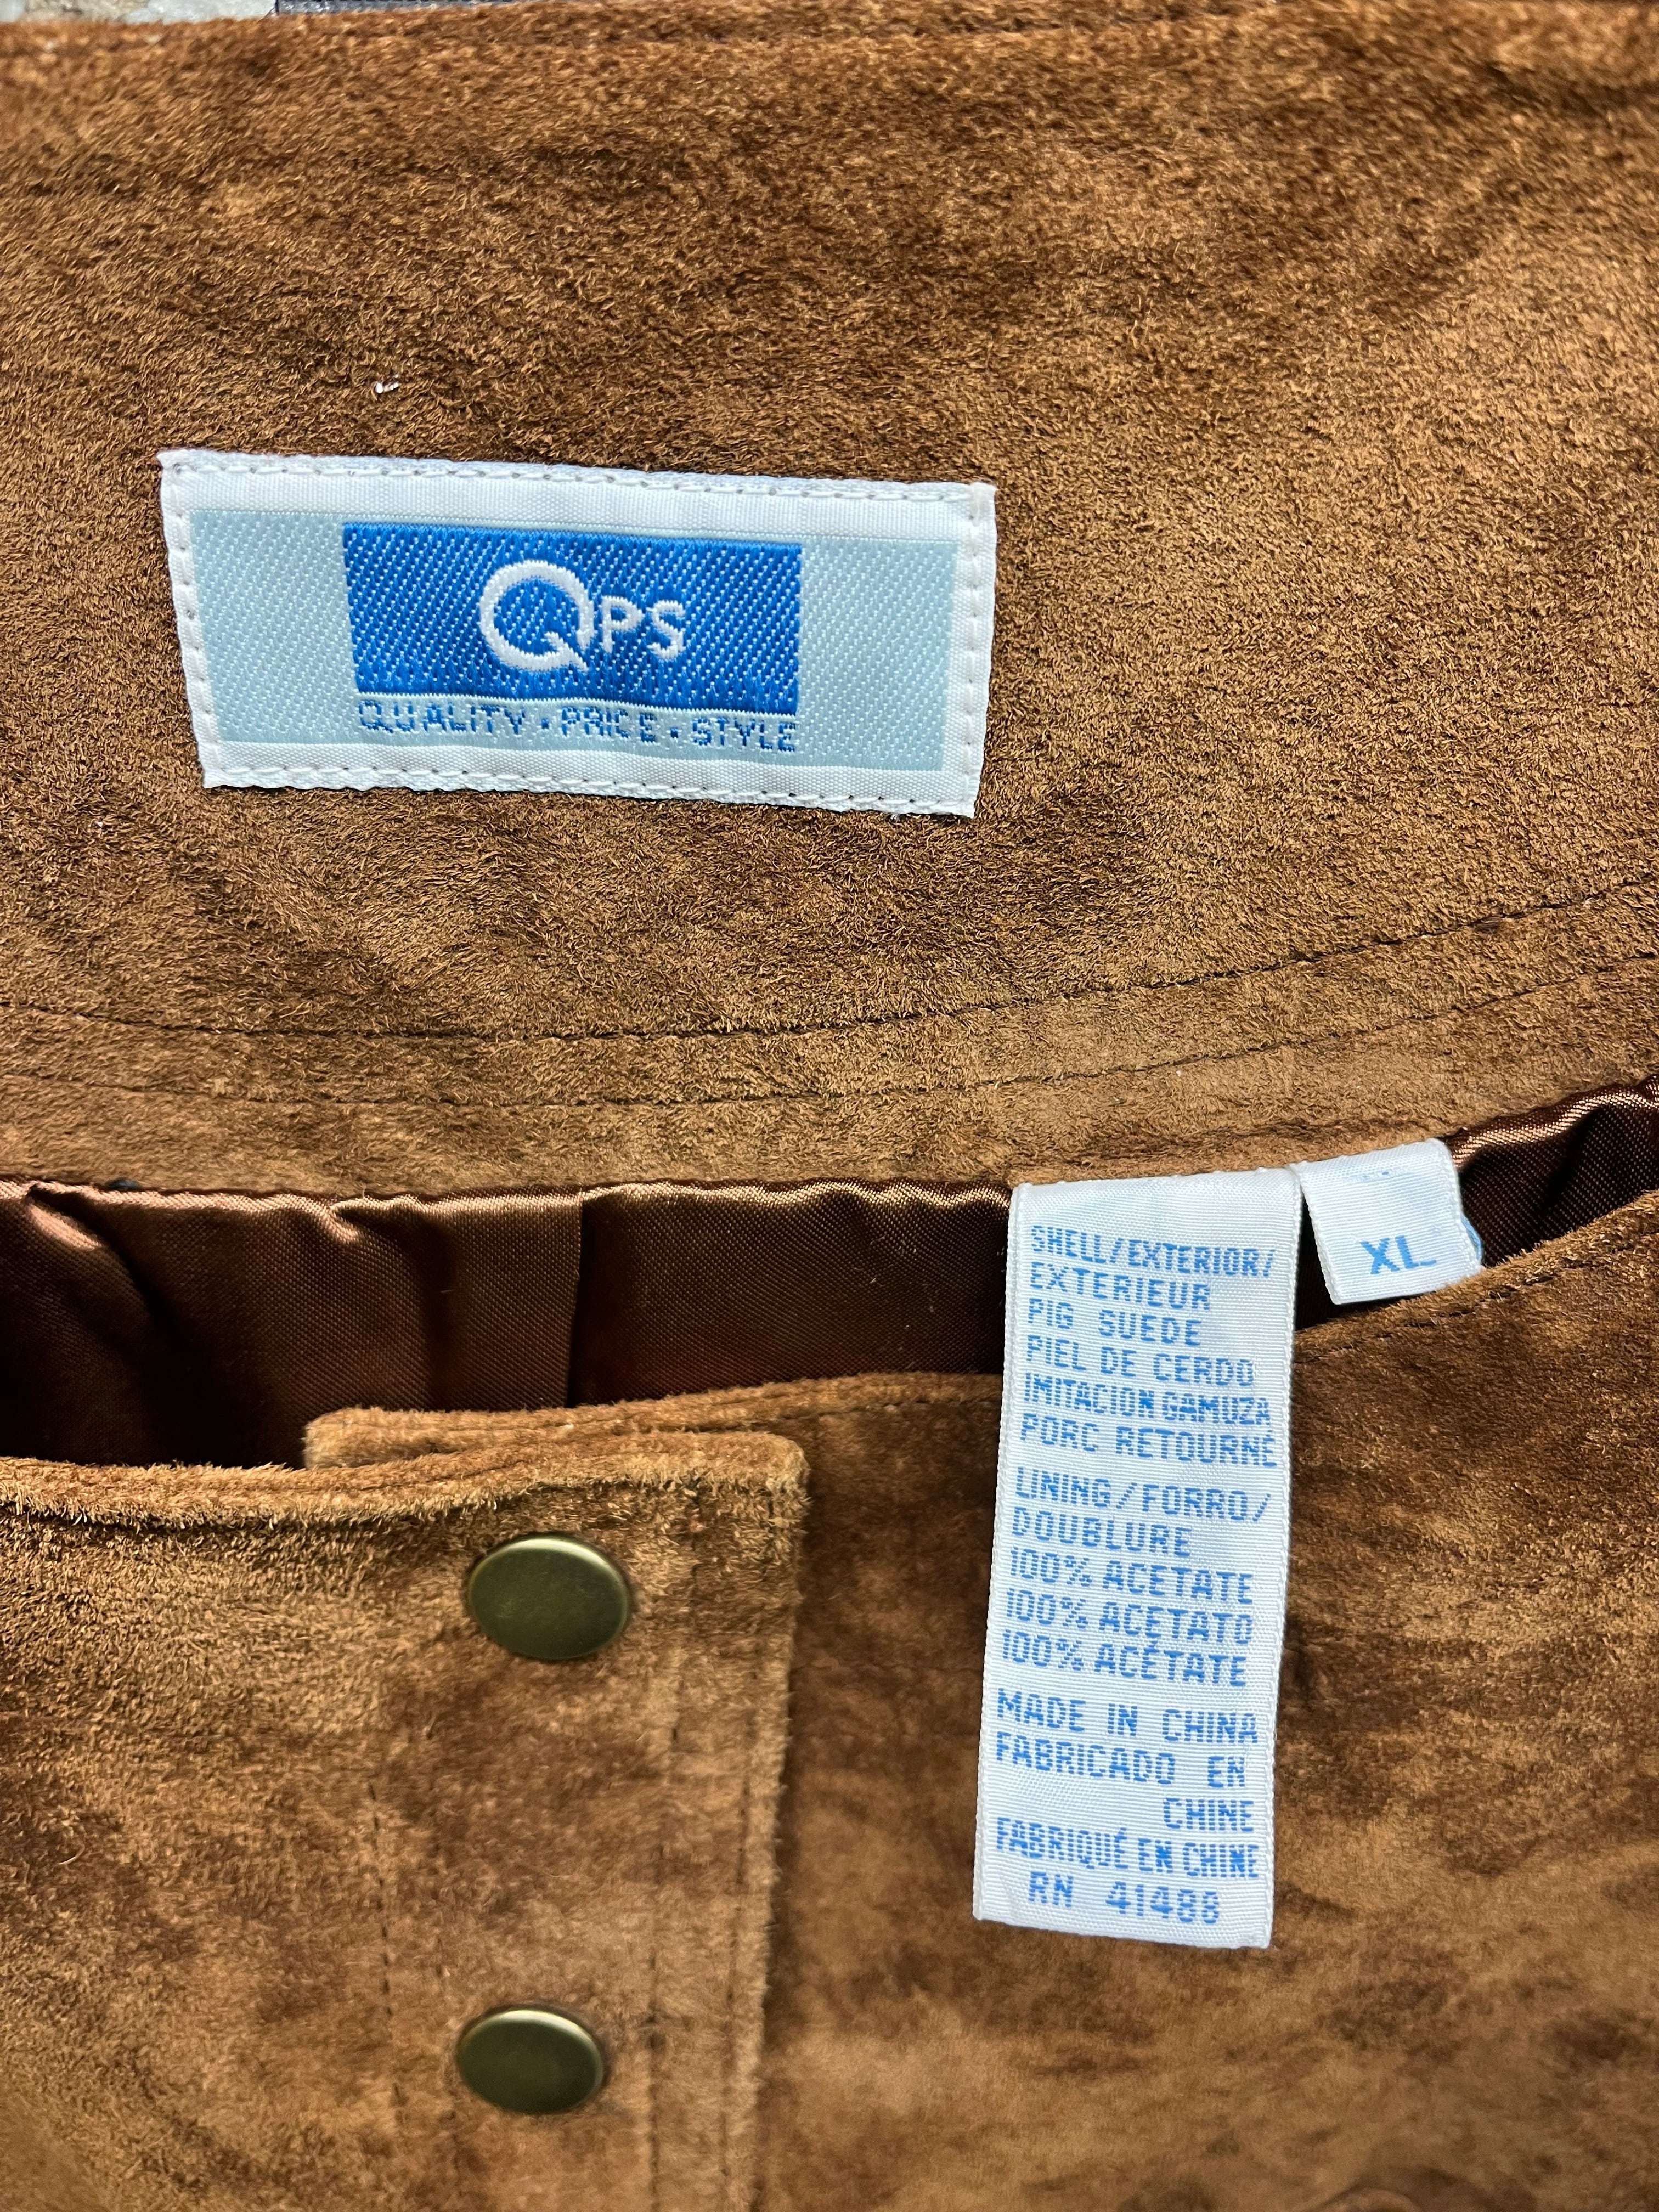 QPS
QUALITY · PRICE · STYLE
XL
SHELL/EXTERIOR/
EXTERIEUR
PIG SUEDE
PIEL DE CERDO
IMITACION GAMUZA
PORC RETOURNÉ
LINING/FORRO/
DOUBLURE
100% ACETATE
100% ACETATO
100% ACÉTATE
MADE IN CHINA
FABRICADO EN
CHINE
FABRIQUÉ EN CHINE
RN 41488